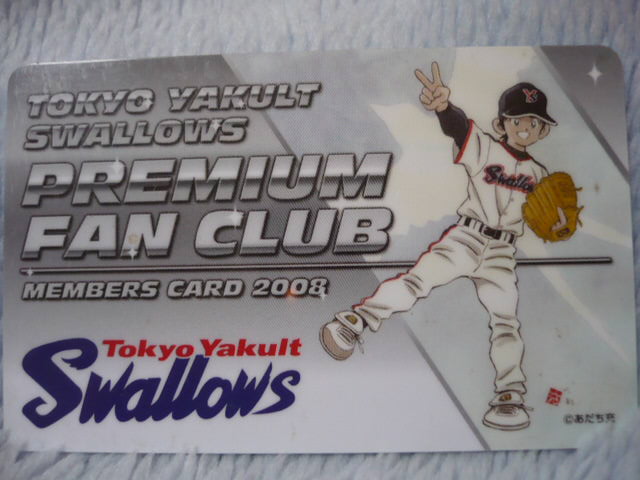 TOKYO YAKULT
SWALLOWS
PREMIUM
FAN CLUB
MEMBERS CARD 2008
Tokyo Yakult
Swallows
Swallows
©あだち充